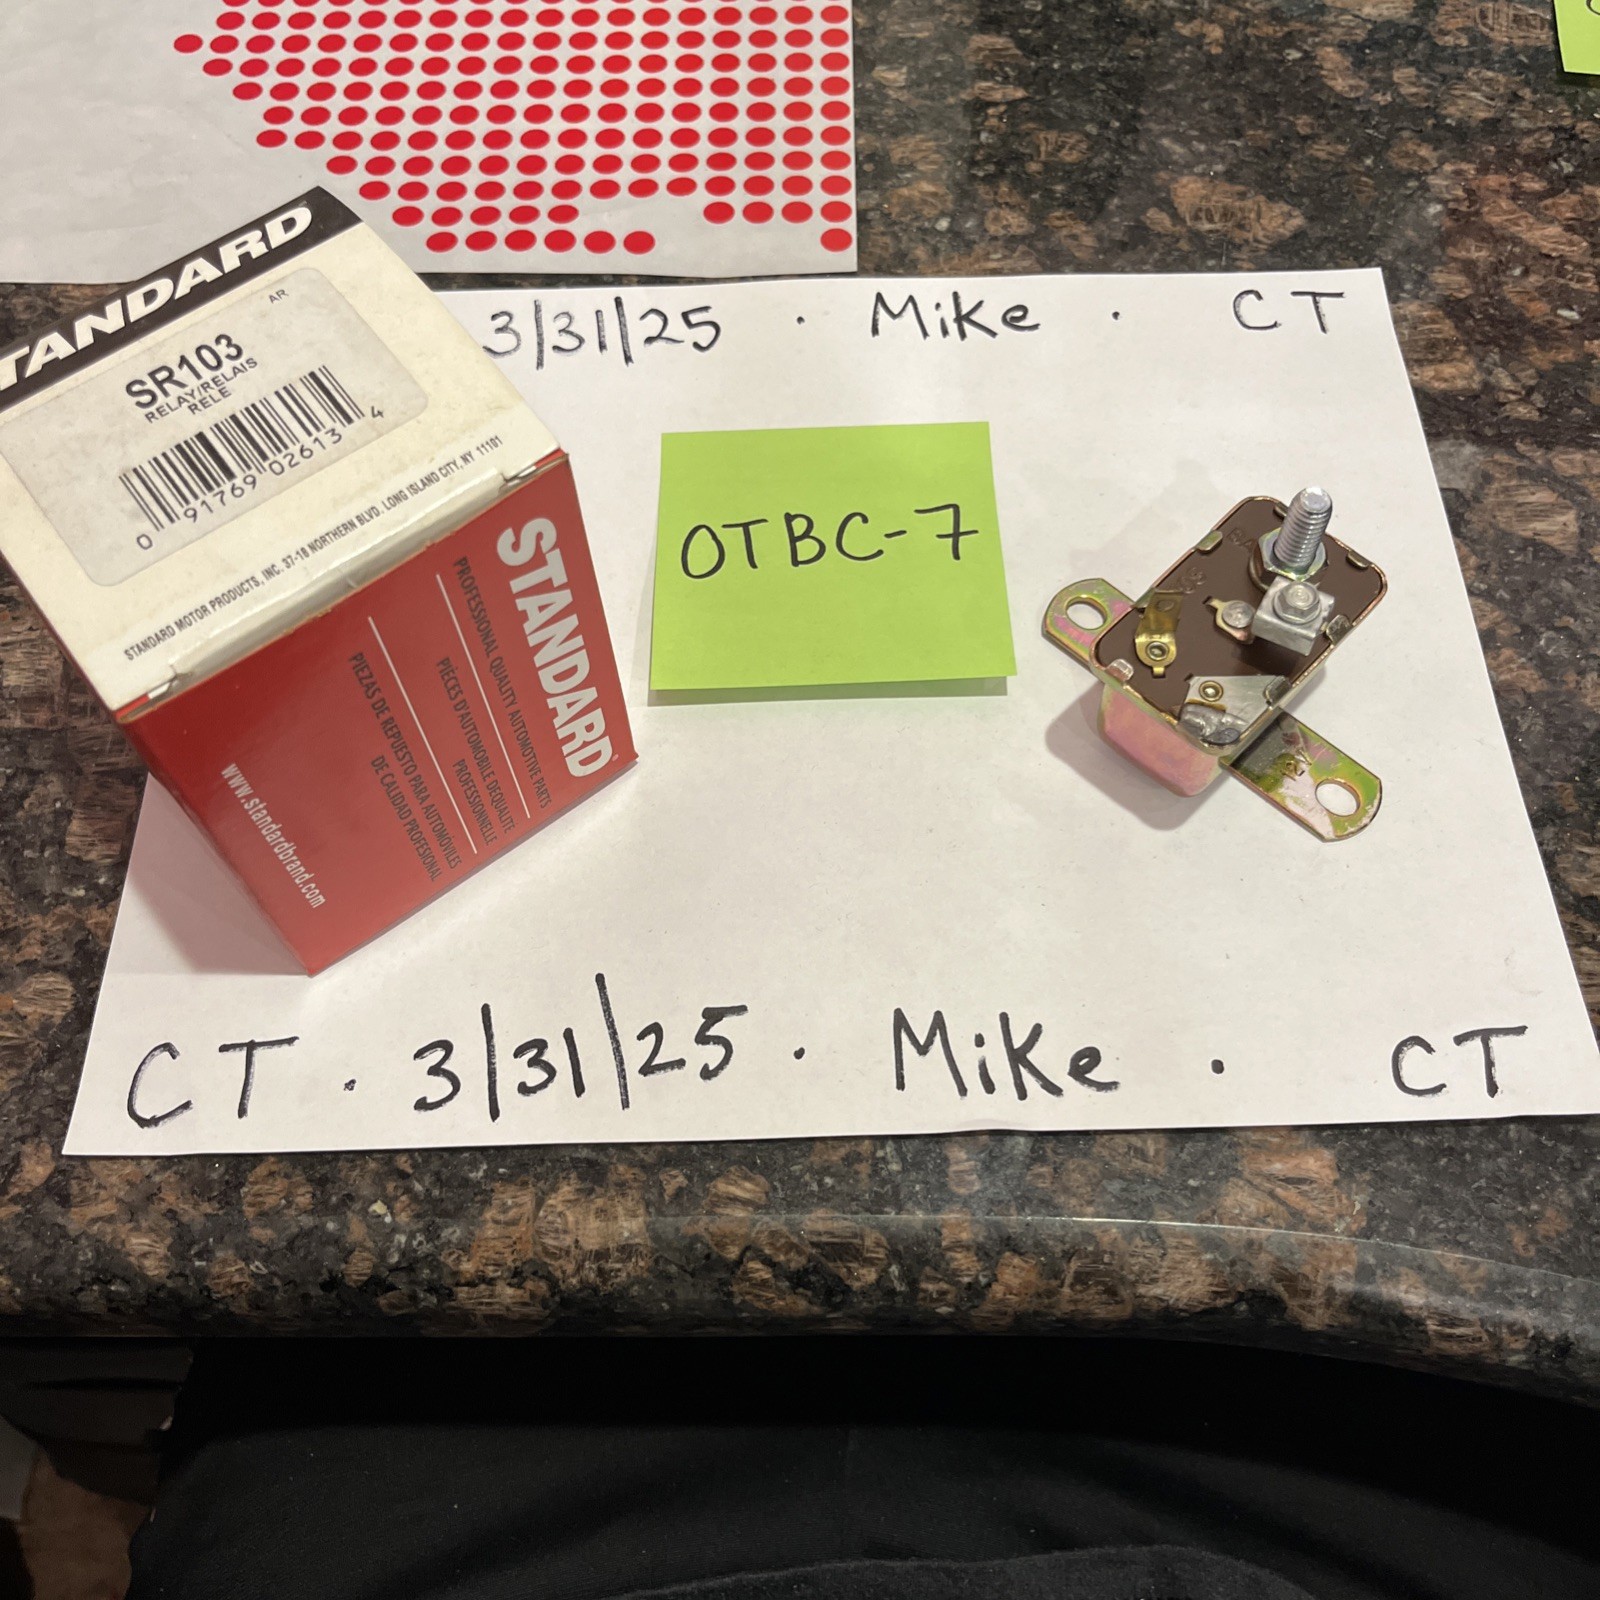 STANDARD
AR
SR103
RELAY/RELAIS
RELE
0 91769 02613 4
STANDARD MOTOR PRODUCTS, INC. 37-18 NORTHERN BLVD. LONG ISLAND CITY, NY 11101
STANDARD
PROFESSIONAL QUALITY AUTOMOTIVE PARTS
PIÈCES D'AUTOMOBILE DE QUALITÉ
PROFESSIONNELLE
PIEZAS DE REPUESTO PARA AUTOMÓVILES
DE CALIDAD PROFESIONAL
www.standardbrand.com
3/31/25 · Mike · CT
OTBC-7
CT · 3/31/25 · Mike · CT